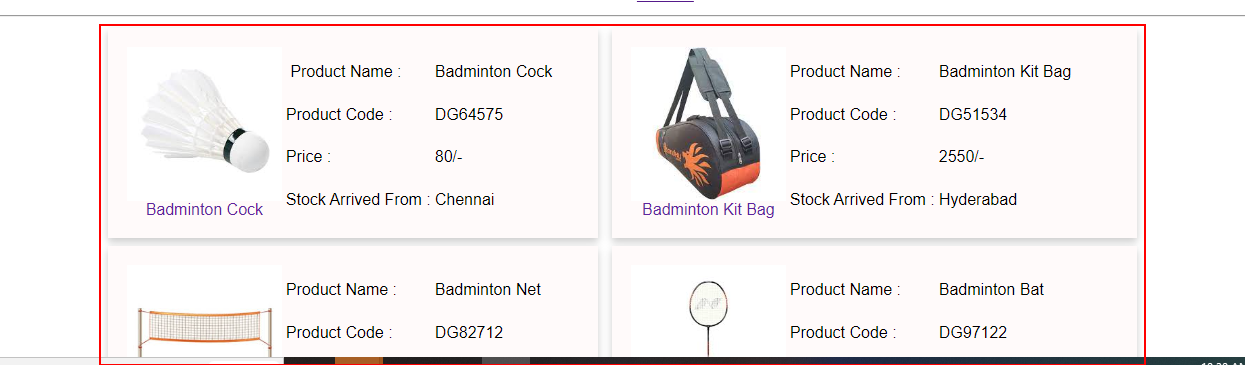 Product Name : Badminton Cock
Product Code : DG64575
Price : 80/-
Stock Arrived From : Chennai
Badminton Cock
Product Name : Badminton Kit Bag
Product Code : DG51534
Price : 2550/-
Stock Arrived From : Hyderabad
Badminton Kit Bag
Product Name : Badminton Net
Product Code : DG82712
Product Name : Badminton Bat
Product Code : DG97122